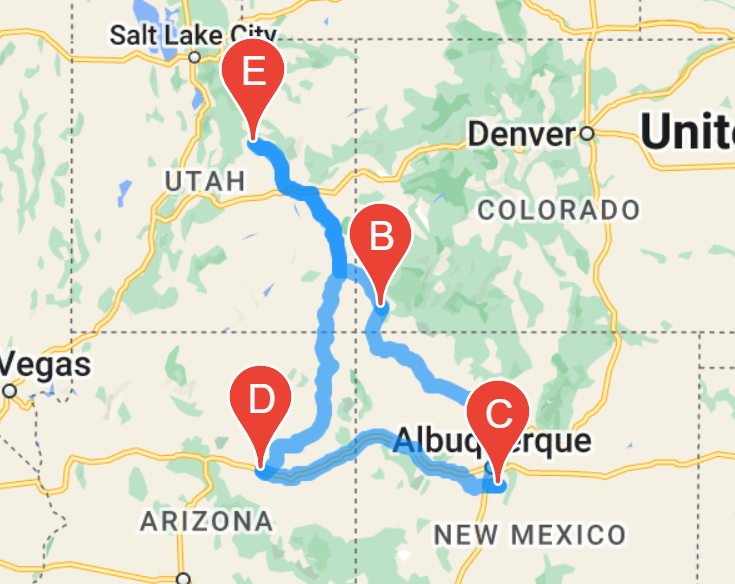 Salt Lake City
E
Denver
Unite
UTAH
COLORADO
B
Vegas
D
C
Albuquerque
ARIZONA
NEW MEXICO